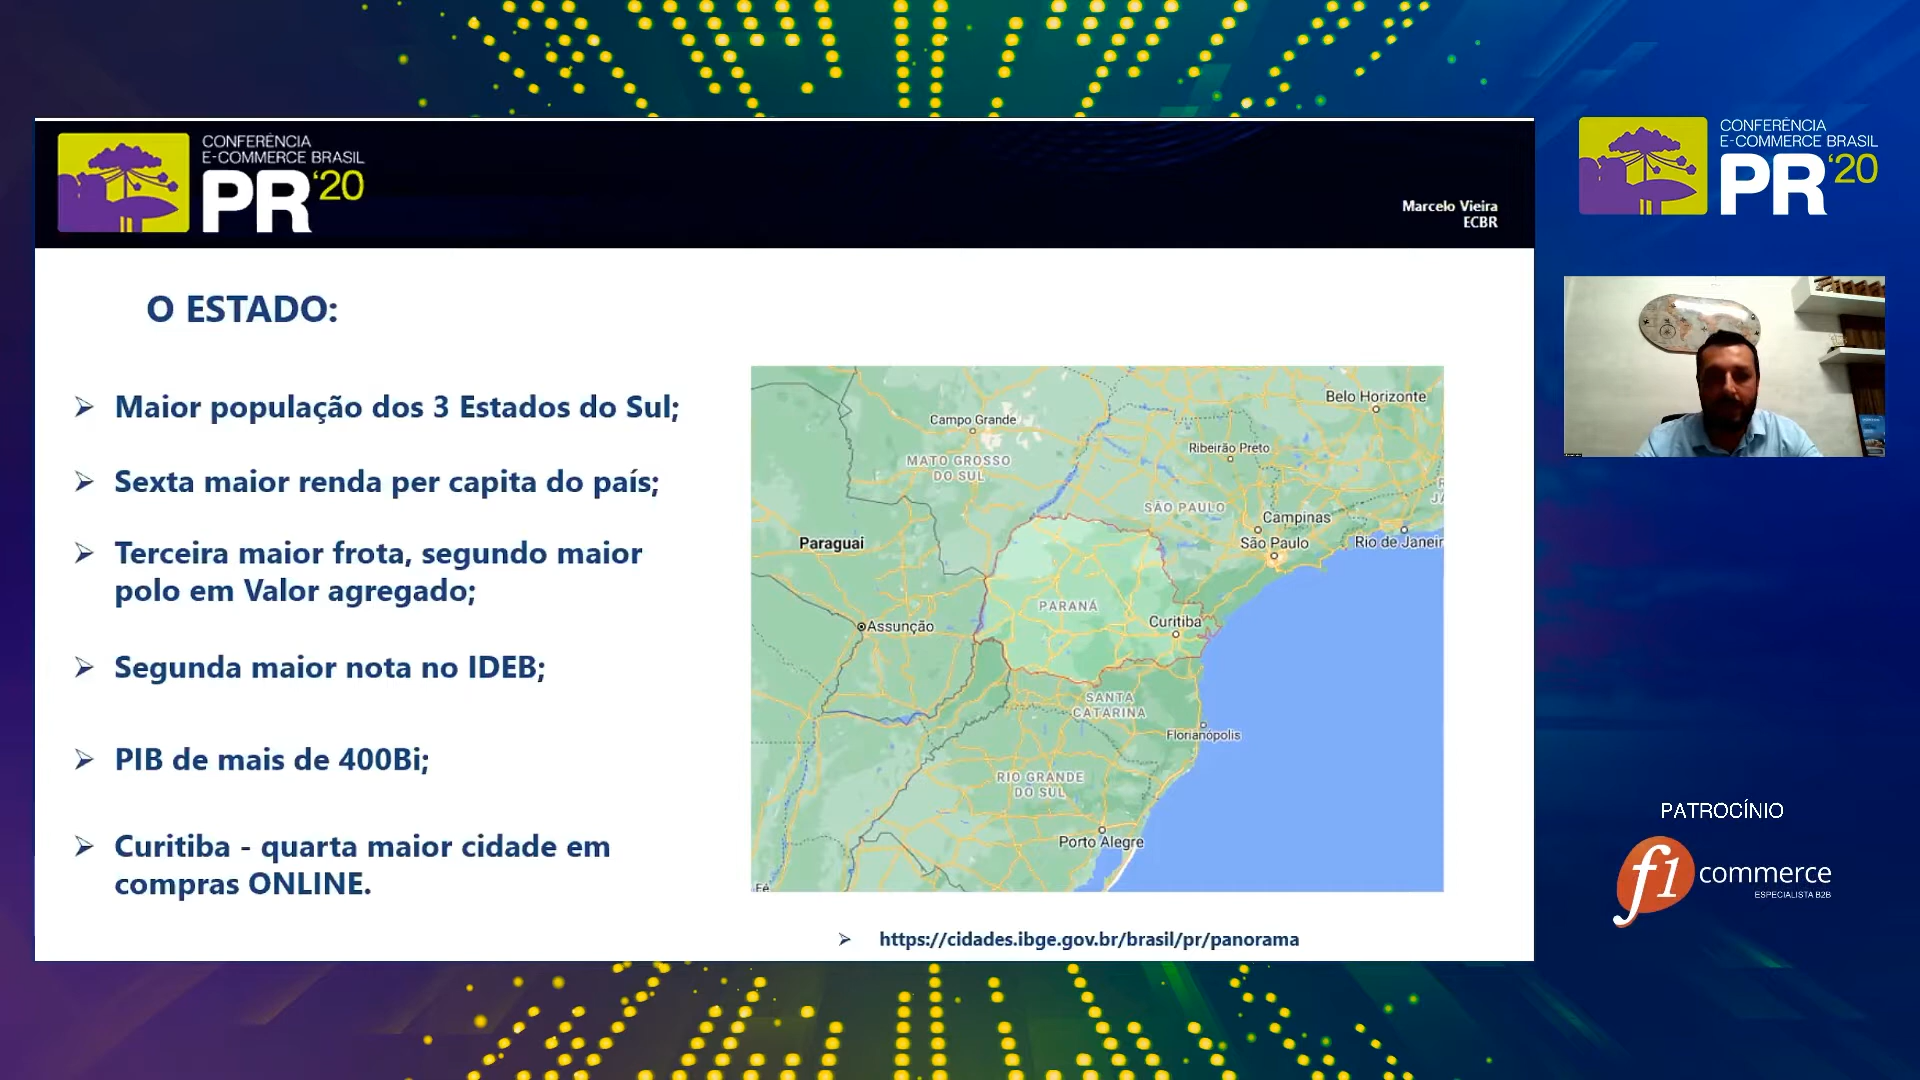 CONFERÊNCIA
E-COMMERCE BRASIL
PR'20
Marcelo Vieira
ECBR
O ESTADO:
Maior população dos 3 Estados do Sul;
Sexta maior renda per capita do país;
Terceira maior frota, segundo maior
polo em Valor agregado;
Segunda maior nota no IDEB;
PIB de mais de 400Bi;
Curitiba - quarta maior cidade em
compras ONLINE.
Belo Horizonte
Campo Grande
Ribeirão Preto
MATO GROSSO
DO SUL
SÃO PAULO
Campinas
Paraguai
São Paulo
Rio de Janeir
PARANÁ
Curitiba
Assunção
SANTA
CATARINA
Florianópolis
RIO GRANDE
DO SUL
Porto Alegre
https://cidades.ibge.gov.br/brasil/pr/panorama
CONFERÊNCIA
E-COMMERCE BRASIL
PR'20
PATROCÍNIO
f1 commerce
ESPECIALISTA B2B